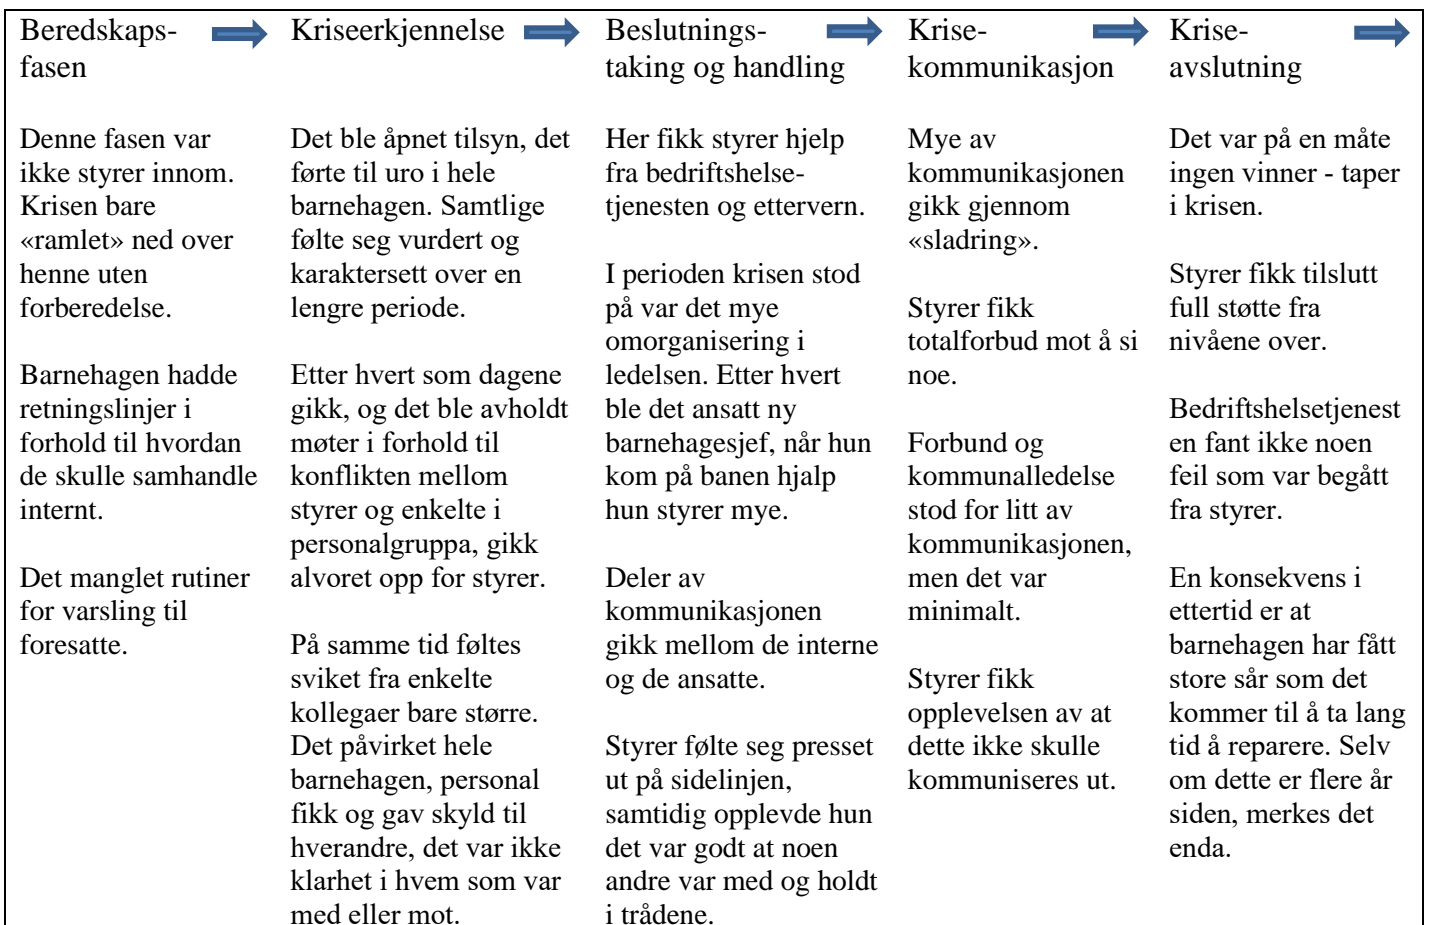 Beredskaps-
fasen
Denne fasen var
ikke styrer innom.
Krisen bare
«ramlet» ned over
henne uten
forberedelse.
Barnehagen hadde
retningslinjer i
forhold til hvordan
de skulle samhandle
internt.
Det manglet rutiner
for varsling til
foresatte.
Kriseerkjennelse
Det ble åpnet tilsyn, det
førte til uro i hele
barnehagen. Samtlige
følte seg vurdert og
karaktersett over en
lengre periode.
Etter hvert som dagene
gikk, og det ble avholdt
møter i forhold til
konflikten mellom
styrer og enkelte i
personalgruppa, gikk
alvoret opp for styrer.
På samme tid føltes
sviket fra enkelte
kollegaer bare større.
Det påvirket hele
barnehagen, personal
fikk og gav skyld til
hverandre, det var ikke
klarhet i hvem som var
med eller mot.
Beslutnings-
taking og handling
Her fikk styrer hjelp
fra bedriftshelse-
tjenesten og ettervern.
I perioden krisen stod
på var det mye
omorganisering i
ledelsen. Etter hvert
ble det ansatt ny
barnehagesjef, når hun
kom på banen hjalp
hun styrer mye.
Deler av
kommunikasjonen
gikk mellom de interne
og de ansatte.
Styrer følte seg presset
ut på sidelinjen,
samtidig opplevde hun
det var godt at noen
andre var med og holdt
i trådene.
Krise-
kommunikasjon
Mye av
kommunikasjonen
gikk gjennom
«sladring».
Styrer fikk
totalforbud mot å si
noe.
Forbund og
kommunalledelse
stod for litt av
kommunikasjonen,
men det var
minimalt.
Styrer fikk
opplevelsen av at
dette ikke skulle
kommuniseres ut.
Krise-
avslutning
Det var på en måte
ingen vinner - taper
i krisen.
Styrer fikk tilslutt
full støtte fra
nivåene over.
Bedriftshelsetjenest
en fant ikke noen
feil som var begått
fra styrer.
En konsekvens i
ettertid er at
barnehagen har fått
store sår som det
kommer til å ta lang
tid å reparere. Selv
om dette er flere år
siden, merkes det
enda.